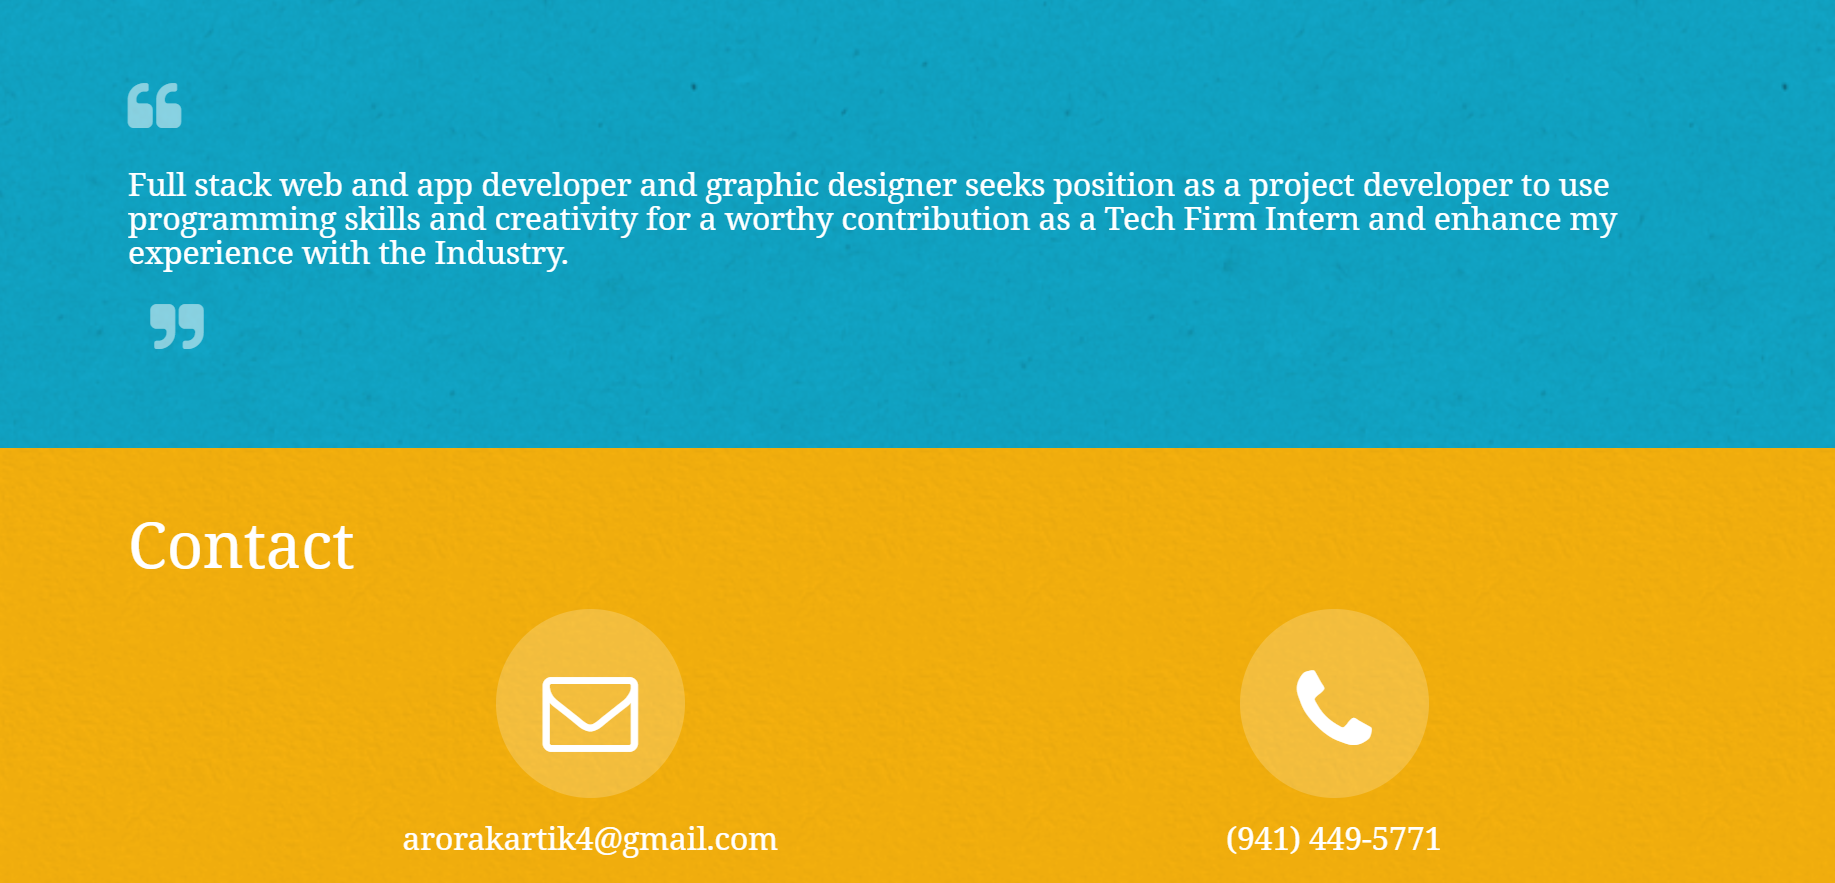 Full stack web and app developer and graphic designer seeks position as a project developer to use
programming skills and creativity for a worthy contribution as a Tech Firm Intern and enhance my
experience with the Industry.
Contact
arorakartik4@gmail.com
(941) 449-5771